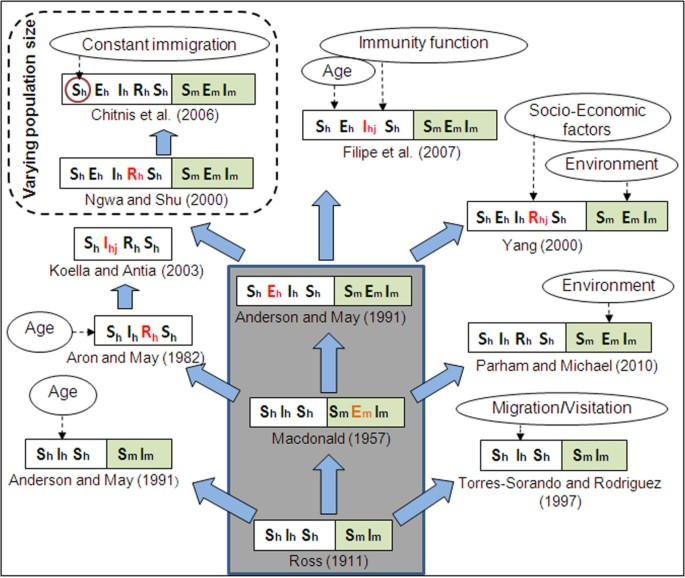 Varying population size
Constant immigration
Sh Eh Ih Rh Sh Sm Em Im
Chitnis et al. (2006)
Sh Eh Ih Rh Sh Sm Em Im
Ngwa and Shu (2000)
Immunity function
Age
Sh Eh Ihj Sh Sm Em Im
Filipe et al. (2007)
Socio-Economic
factors
Environment
Sh Eh Ih Rhj Sh Sm Em Im
Yang
(2000)
Sh Ihj Rh Sh
Koella and Antia (2003)
Sh Eh Ih Sh Sm Em Im
Anderson and May (1991)
Age
Sh Ih Rh Sh
Aron and May (1982)
Environment
Sh Ih Rh Sh Sm Em Im
Parham and Michael (2010)
Sh Ih Sh Sm Em Im
Macdonald (1957)
Age
Sh Ih Sh Sm Im
Anderson and May (1991)
Migration/Visitation
Sh Ih Sh Sm Im
Torres-Sorando and Rodriguez
(1997)
Sh Ih Sh Sm Im
Ross (1911)